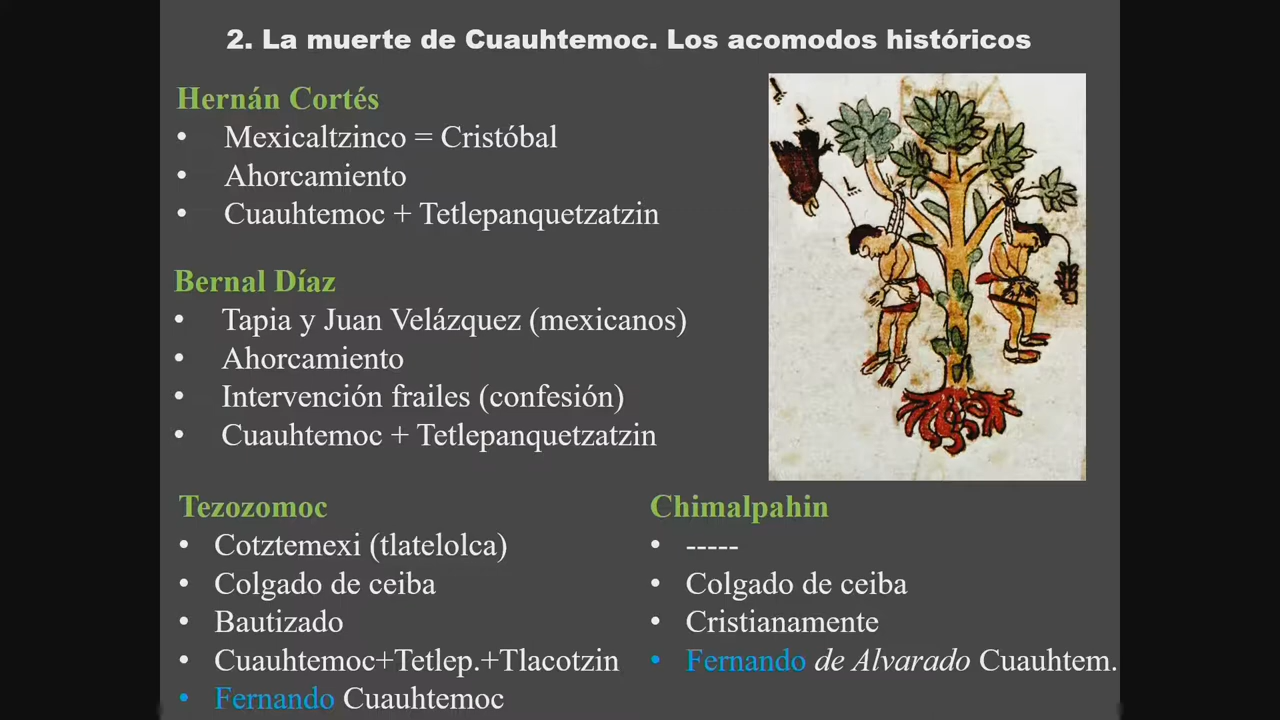 2. La muerte de Cuauhtemoc. Los acomodos históricos
Hernán Cortés
• Mexicaltzinco = Cristóbal
• Ahorcamiento
• Cuauhtemoc + Tetlepanquetzatzin
Bernal Díaz
• Tapia y Juan Velázquez (mexicanos)
• Ahorcamiento
• Intervención frailes (confesión)
• Cuauhtemoc + Tetlepanquetzatzin
Tezozomoc
• Cotztemexi (tlatelolca)
• Colgado de ceiba
• Bautizado
• Cuauhtemoc+Tetlep.+Tlacotzin
• Fernando Cuauhtemoc
Chimalpahin
• -----
• Colgado de ceiba
• Cristianamente
• Fernando de Alvarado Cuauhtem.